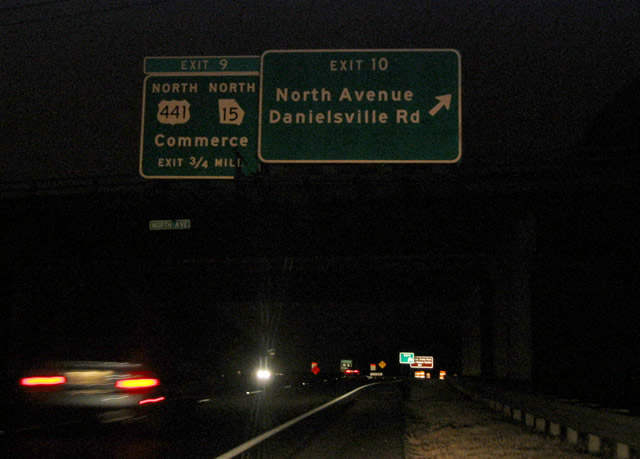 EXIT 9
NORTH NORTH
441 15
Commerce
EXIT 3/4 MILE
EXIT 10
North Avenue
Danielsville Rd
NORTH AVE